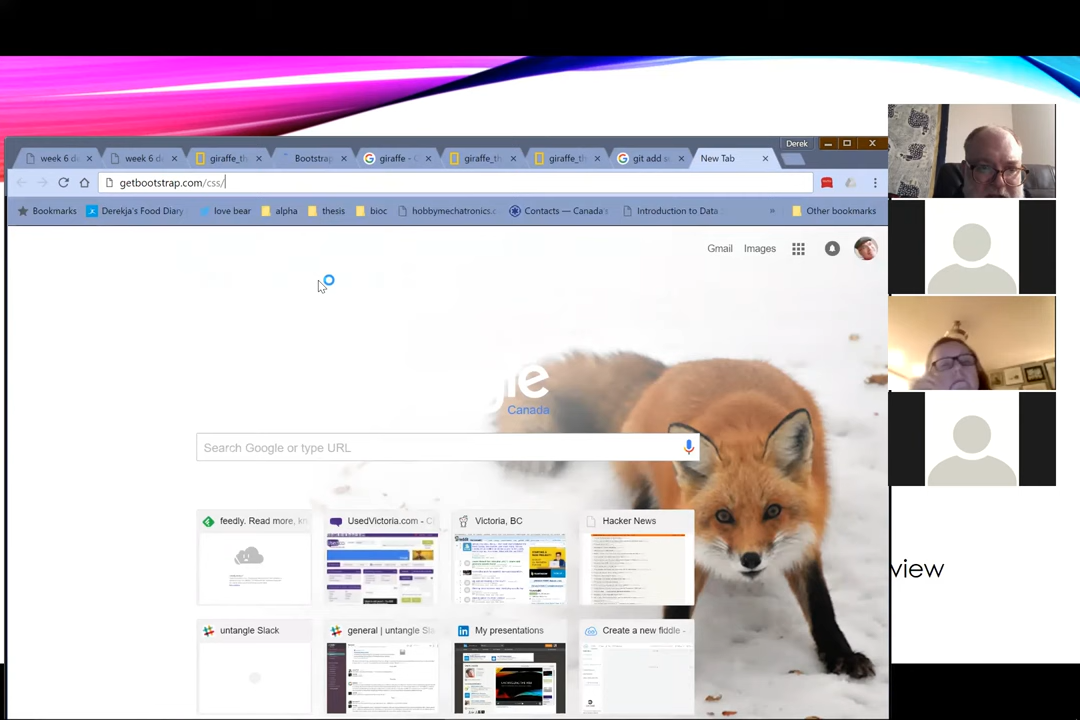 Derek
week 6 d
week 6 d
giraffe_th
Bootstrap
giraffe - G
giraffe_th
giraffe_th
git add s
New Tab
getbootstrap.com/css/
Bookmarks
Derekja's Food Diary
love bear
alpha
thesis
bioc
hobbymechatronics.c
Contacts — Canada's
Introduction to Data
»
Other bookmarks
Gmail
Images
gle
Canada
Search Google or type URL
feedly. Read more, kn
UsedVictoria.com - C
Victoria, BC
Hacker News
view
untangle Slack
general | untangle Sla
My presentations
Create a new fiddle -